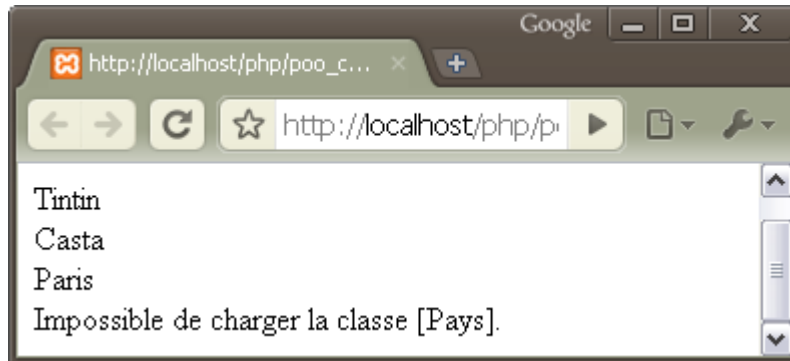 Google
http://localhost/php/poo_c...
http://localhost/php/p
Tintin
Casta
Paris
Impossible de charger la classe [Pays].